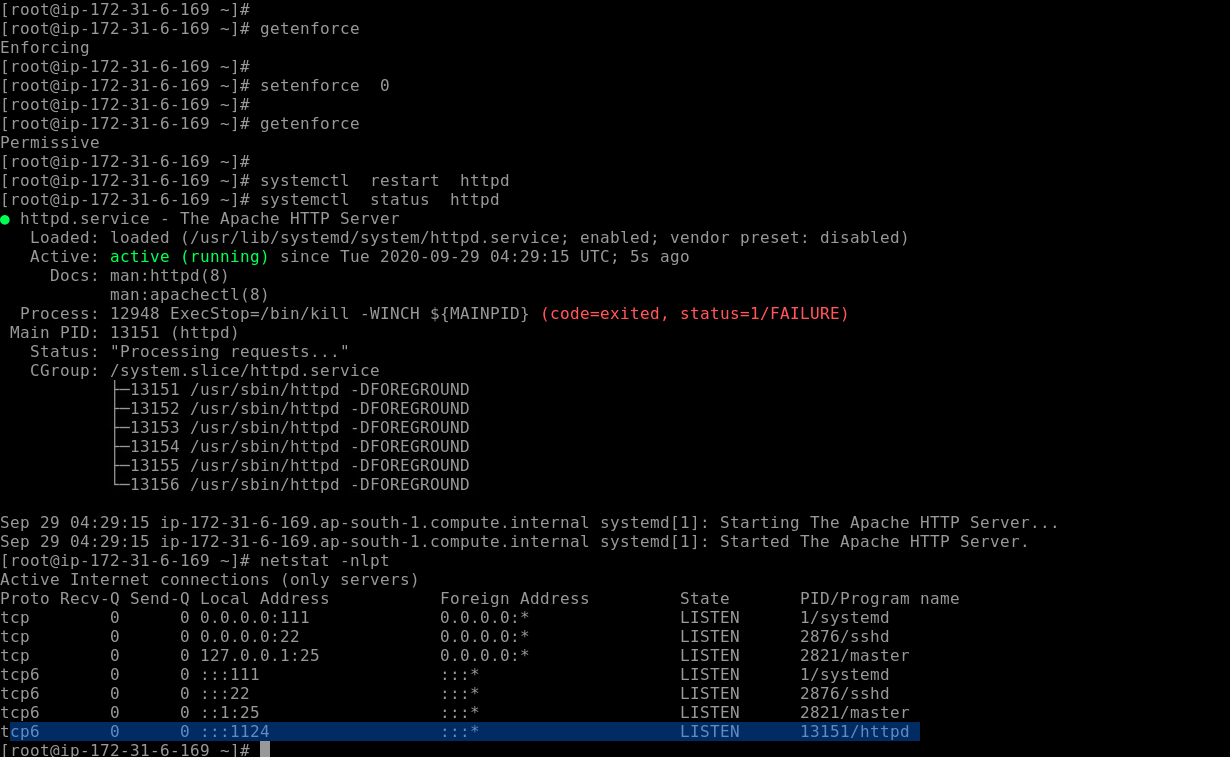 [root@ip-172-31-6-169 ~]#
[root@ip-172-31-6-169 ~]# getenforce
Enforcing
[root@ip-172-31-6-169 ~]#
[root@ip-172-31-6-169 ~]# setenforce  0
[root@ip-172-31-6-169 ~]#
[root@ip-172-31-6-169 ~]# getenforce
Permissive
[root@ip-172-31-6-169 ~]#
[root@ip-172-31-6-169 ~]# systemctl  restart  httpd
[root@ip-172-31-6-169 ~]# systemctl  status  httpd
● httpd.service - The Apache HTTP Server
   Loaded: loaded (/usr/lib/systemd/system/httpd.service; enabled; vendor preset: disabled)
   Active: active (running) since Tue 2020-09-29 04:29:15 UTC; 5s ago
     Docs: man:httpd(8)
           man:apachectl(8)
  Process: 12948 ExecStop=/bin/kill -WINCH ${MAINPID} (code=exited, status=1/FAILURE)
 Main PID: 13151 (httpd)
   Status: "Processing requests..."
   CGroup: /system.slice/httpd.service
           ├─13151 /usr/sbin/httpd -DFOREGROUND
           ├─13152 /usr/sbin/httpd -DFOREGROUND
           ├─13153 /usr/sbin/httpd -DFOREGROUND
           ├─13154 /usr/sbin/httpd -DFOREGROUND
           ├─13155 /usr/sbin/httpd -DFOREGROUND
           └─13156 /usr/sbin/httpd -DFOREGROUND

Sep 29 04:29:15 ip-172-31-6-169.ap-south-1.compute.internal systemd[1]: Starting The Apache HTTP Server...
Sep 29 04:29:15 ip-172-31-6-169.ap-south-1.compute.internal systemd[1]: Started The Apache HTTP Server.
[root@ip-172-31-6-169 ~]# netstat -nlpt
Active Internet connections (only servers)
Proto Recv-Q Send-Q Local Address           Foreign Address         State       PID/Program name
tcp        0      0 0.0.0.0:111             0.0.0.0:*               LISTEN      1/systemd
tcp        0      0 0.0.0.0:22              0.0.0.0:*               LISTEN      2876/sshd
tcp        0      0 127.0.0.1:25            0.0.0.0:*               LISTEN      2821/master
tcp6       0      0 :::111                  :::*                    LISTEN      1/systemd
tcp6       0      0 :::22                   :::*                    LISTEN      2876/sshd
tcp6       0      0 ::1:25                  :::*                    LISTEN      2821/master
tcp6       0      0 :::1124                 :::*                    LISTEN      13151/httpd
[root@ip-172-31-6-169 ~]#